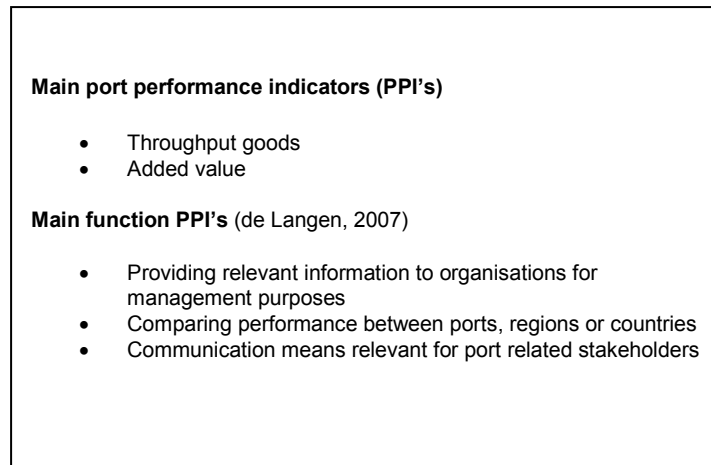 Main port performance indicators (PPI's)
• Throughput goods
• Added value
Main function PPI's (de Langen, 2007)
• Providing relevant information to organisations for
management purposes
• Comparing performance between ports, regions or countries
• Communication means relevant for port related stakeholders